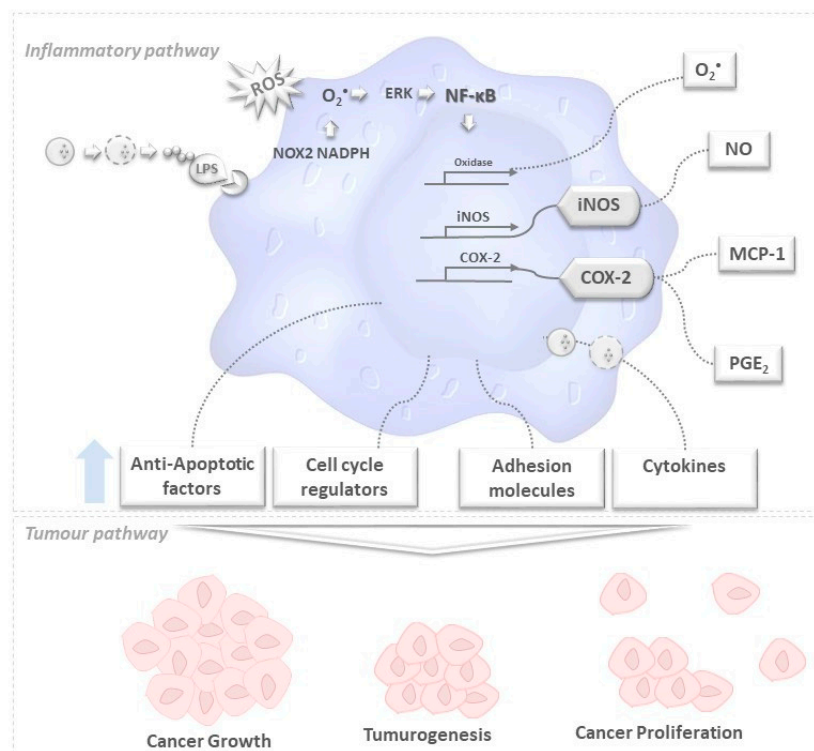 Inflammatory pathway
ROS
O₂•
ERK
NF-κB
NOX2 NADPH
LPS
Oxidase
iNOS
COX-2
iNOS
COX-2
O₂•
NO
MCP-1
PGE₂
Anti-Apoptotic
factors
Cell cycle
regulators
Adhesion
molecules
Cytokines
Tumour pathway
Cancer Growth
Tumurogenesis
Cancer Proliferation